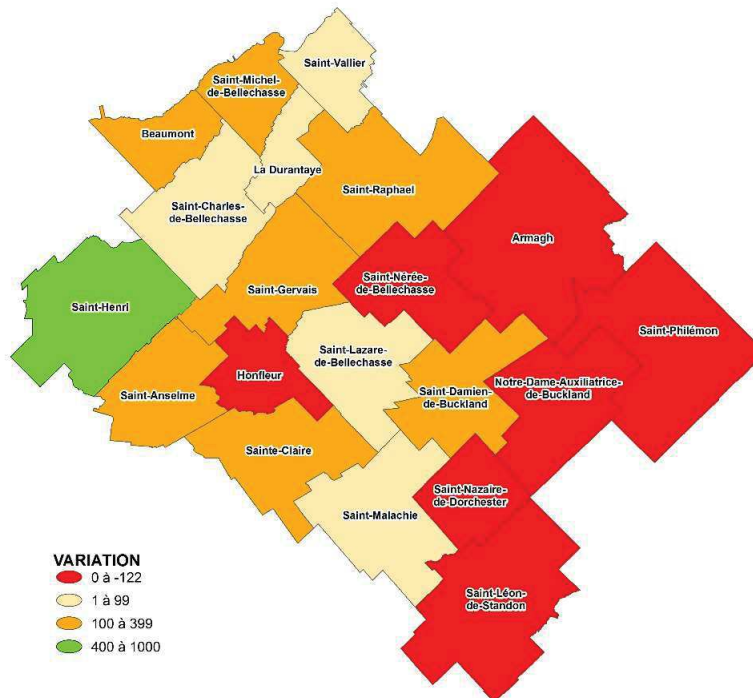 Saint-Vallier
Saint-Michel-
de-Bellechasse
Beaumont
La Durantaye
Saint-Raphael
Saint-Charles-
de-Bellechasse
Armagh
Saint-Nérée-
de-Bellechasse
Saint-Gervais
Saint-Henri
Saint-Philémon
Saint-Lazare-
de-Bellechasse
Honfleur
Saint-Anselme
Saint-Damien-
de-Buckland
Notre-Dame-Auxiliatrice-
de-Buckland
Sainte-Claire
Saint-Nazaire-
de-Dorchester
Saint-Malachie
Saint-Léon-
de-Standon
VARIATION
0 à -122
1 à 99
100 à 399
400 à 1000